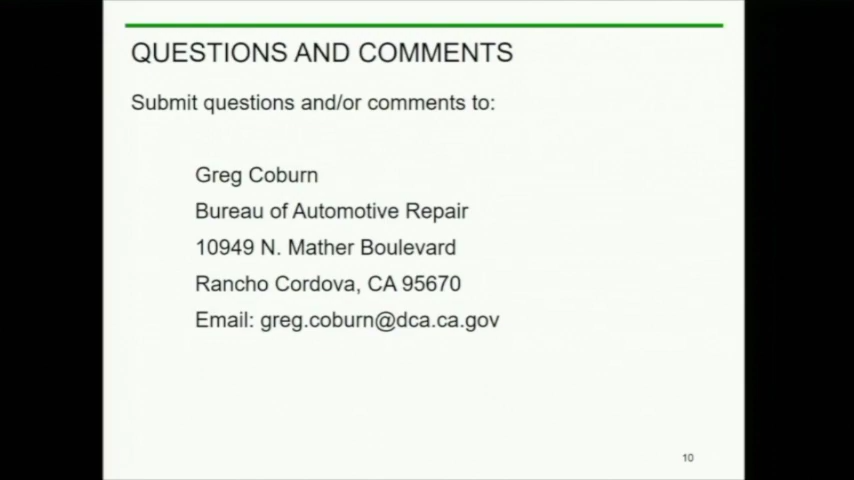 QUESTIONS AND COMMENTS
Submit questions and/or comments to:
Greg Coburn
Bureau of Automotive Repair
10949 N. Mather Boulevard
Rancho Cordova, CA 95670
Email: greg.coburn@dca.ca.gov
10